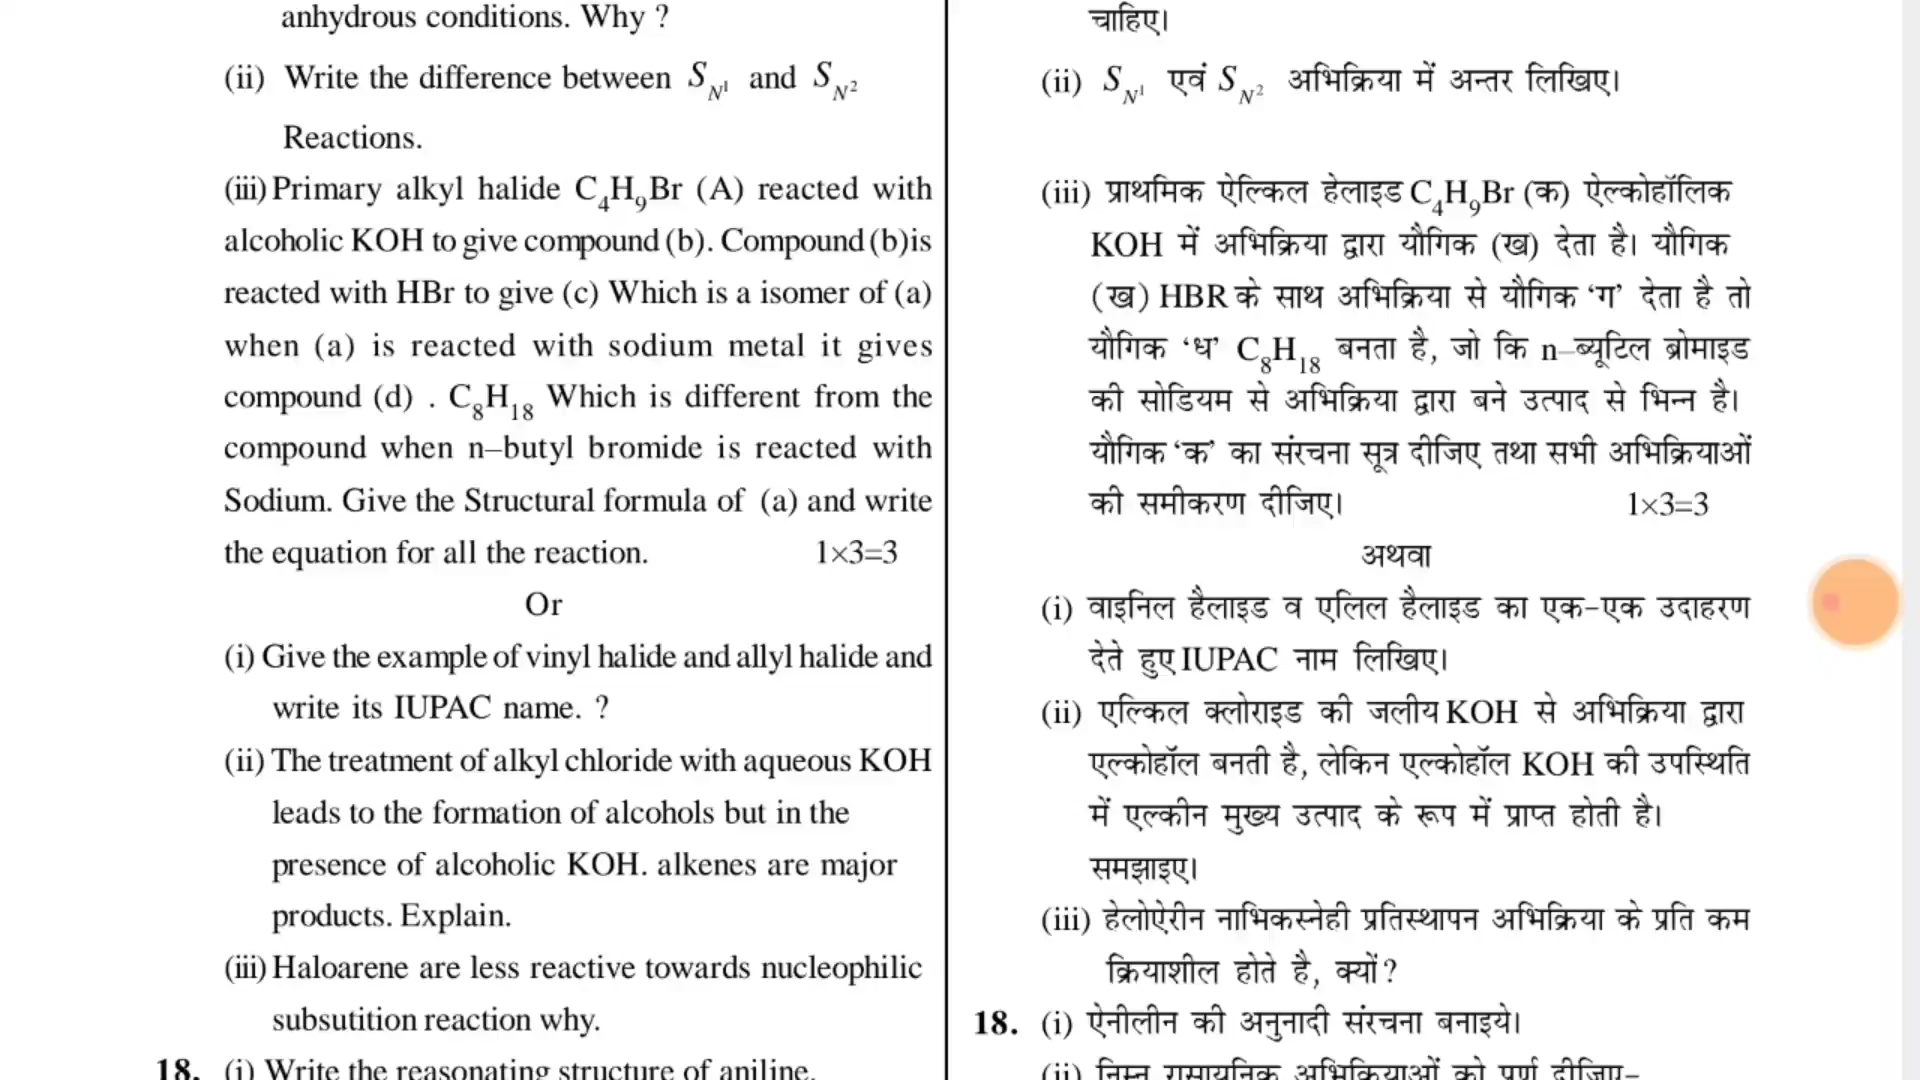 anhydrous conditions. Why ?
(ii) Write the difference between S_N¹ and S_N²
Reactions.
(iii) Primary alkyl halide C₄H₉Br (A) reacted with
alcoholic KOH to give compound (b). Compound (b)is
reacted with HBr to give (c) Which is a isomer of (a)
when (a) is reacted with sodium metal it gives
compound (d) . C₈H₁₈ Which is different from the
compound when n–butyl bromide is reacted with
Sodium. Give the Structural formula of (a) and write
the equation for all the reaction. 1×3=3
Or
(i) Give the example of vinyl halide and allyl halide and
write its IUPAC name. ?
(ii) The treatment of alkyl chloride with aqueous KOH
leads to the formation of alcohols but in the
presence of alcoholic KOH. alkenes are major
products. Explain.
(iii) Haloarene are less reactive towards nucleophilic
subsutition reaction why.
18. (i) Write the reasonating structure of aniline.
चाहिए।
(ii) S_N¹ एवं S_N² अभिक्रिया में अन्तर लिखिए।
(iii) प्राथमिक ऐल्किल हेलाइड C₄H₉Br (क) ऐल्कोहॉलिक
KOH में अभिक्रिया द्वारा यौगिक (ख) देता है। यौगिक
(ख) HBR के साथ अभिक्रिया से यौगिक ‘ग’ देता है तो
यौगिक ‘ध’ C₈H₁₈ बनता है, जो कि n–ब्यूटिल ब्रोमाइड
की सोडियम से अभिक्रिया द्वारा बने उत्पाद से भिन्न है।
यौगिक ‘क’ का संरचना सूत्र दीजिए तथा सभी अभिक्रियाओं
की समीकरण दीजिए। 1×3=3
अथवा
(i) वाइनिल हैलाइड व एलिल हैलाइड का एक-एक उदाहरण
देते हुए IUPAC नाम लिखिए।
(ii) एल्किल क्लोराइड की जलीय KOH से अभिक्रिया द्वारा
एल्कोहॉल बनती है, लेकिन एल्कोहॉल KOH की उपस्थिति
में एल्कीन मुख्य उत्पाद के रूप में प्राप्त होती है।
समझाइए।
(iii) हेलोऐरीन नाभिकस्नेही प्रतिस्थापन अभिक्रिया के प्रति कम
क्रियाशील होते है, क्यों?
18. (i) ऐनीलीन की अनुनादी संरचना बनाइये।
(ii) निम्न रासायनिक अभिक्रियाओं को पूर्ण दीजिए–